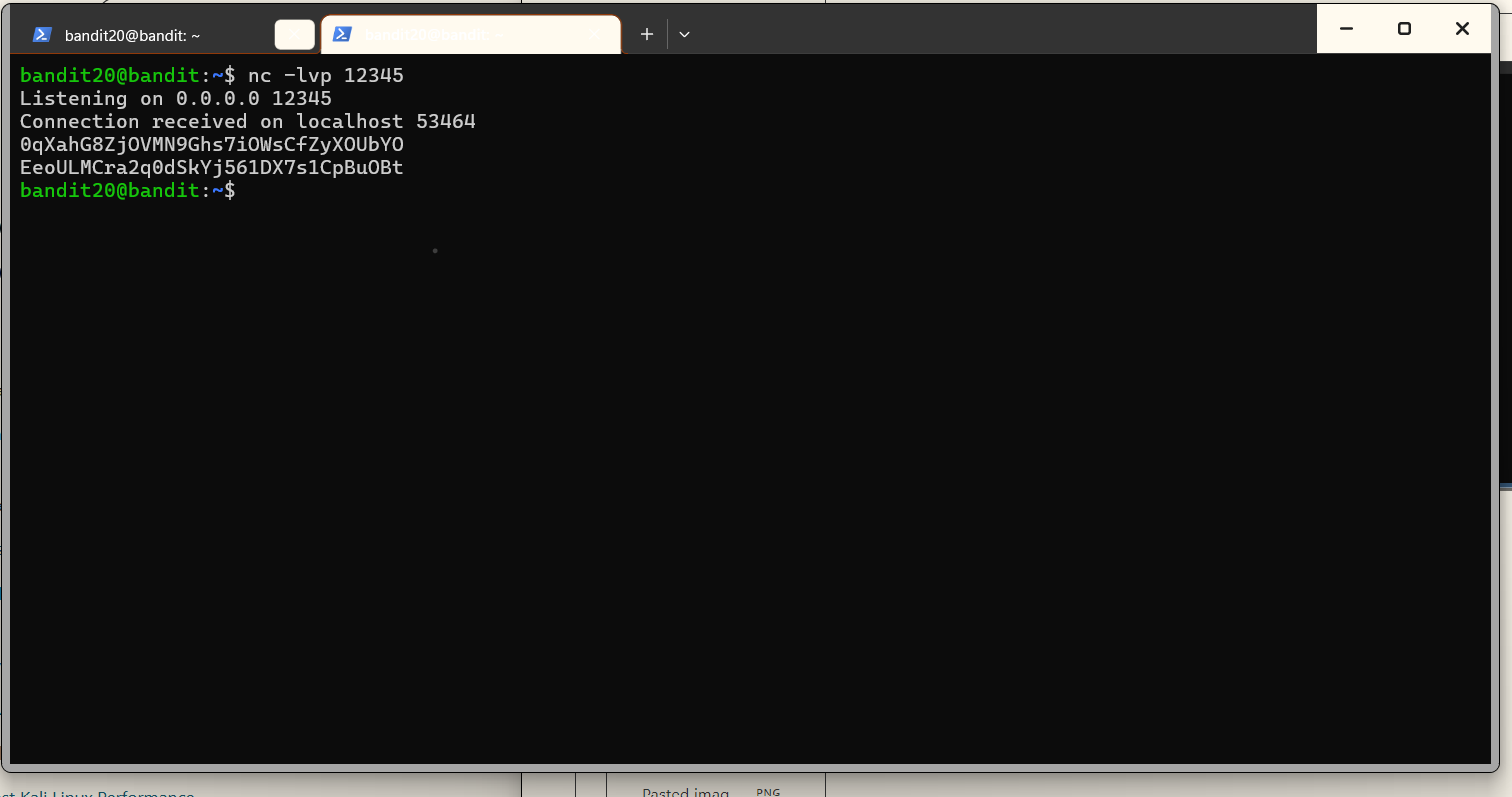 bandit20@bandit: ~
bandit20@bandit: ~
bandit20@bandit:~$ nc -lvp 12345
Listening on 0.0.0.0 12345
Connection received on localhost 53464
0qXahG8ZjOVMN9Ghs7iOWsCfZyXOUbYO
EeoULMCra2q0dSkYj561DX7s1CpBuOBt
bandit20@bandit:~$
st Kali Linux Performance
Pasted imag
PNG